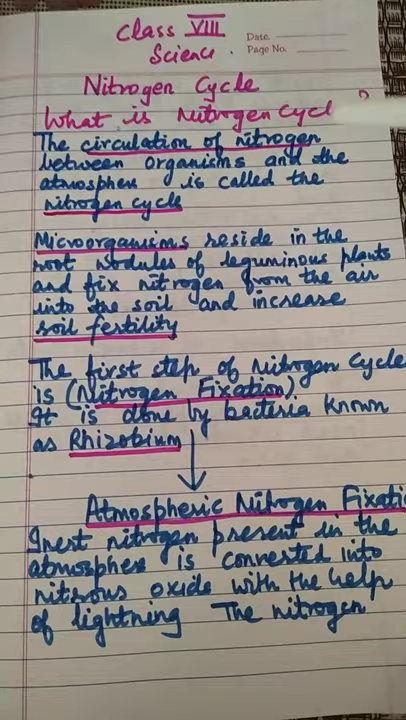 Class VIII
Date.
Science.
Page No.
Nitrogen Cycle
What is Nitrogen Cycl ?
The circulation of nitrogen
between organisms and the
atmosphere is called the
nitrogen cycle
Microorganisms reside in the
root nodules of leguminous plants
and fix nitrogen from the air
into the soil and increase
soil fertility
The first step of Nitrogen Cycle
is (Nitrogen Fixation)
It is done by bacteria known
as Rhizobium
Atmospheric Nitrogen Fixati
Inert nitrogen present in the
atmosphere is converted into
nitrous oxide with the help
of lightning The nitrogen